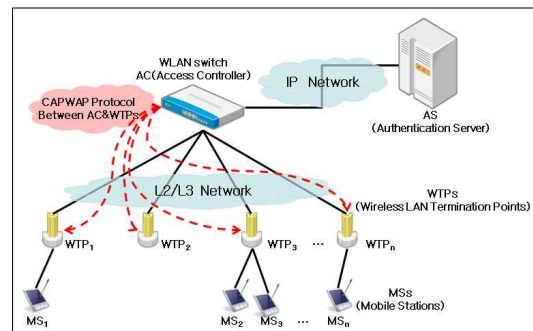 WLAN switch
AC(Access Controller)
IP Network
CAPWAP Protocol
Between AC&WTPs
AS
(Authentication Server)
L2/L3 Network
WTPs
(Wireless LAN Termination Points)
WTP1
WTP2
WTP3
...
WTPn
MSs
(Mobile Stations)
MS1
MS2
MS3
...
MSn